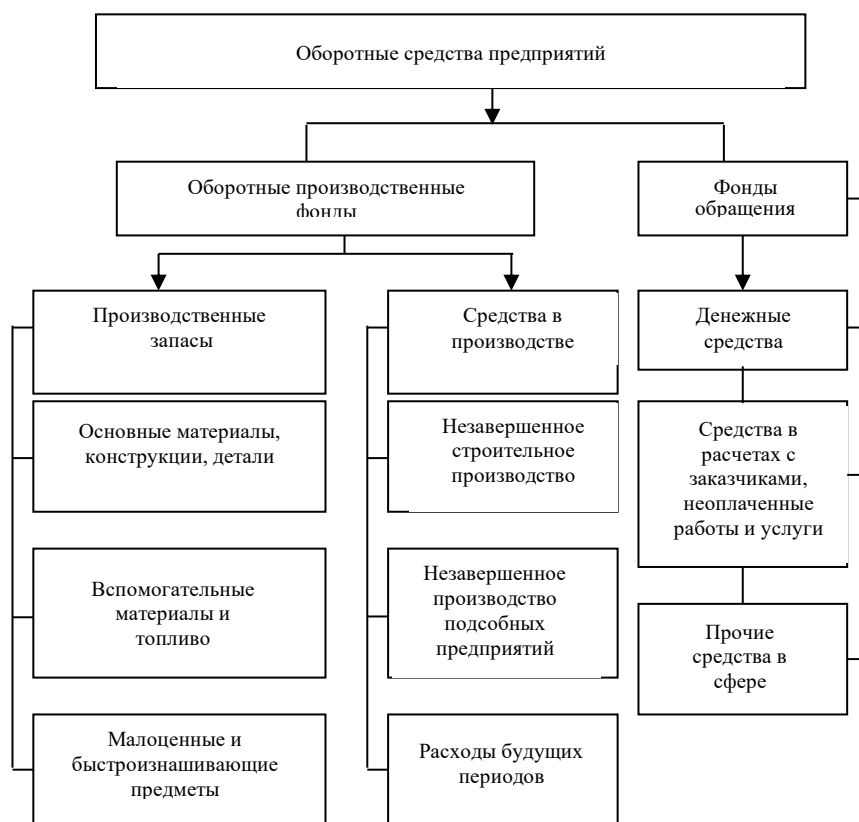 Оборотные средства предприятий
Оборотные производственные
фонды
Фонды
обращения
Производственные
запасы
Средства в
производстве
Денежные
средства
Основные материалы,
конструкции, детали
Незавершенное
строительное
производство
Средства в
расчетах с
заказчиками,
неоплаченные
работы и услуги
Вспомогательные
материалы и
топливо
Незавершенное
производство
подсобных
предприятий
Прочие
средства в
сфере
Малоценные и
быстроизнашивающие
предметы
Расходы будущих
периодов